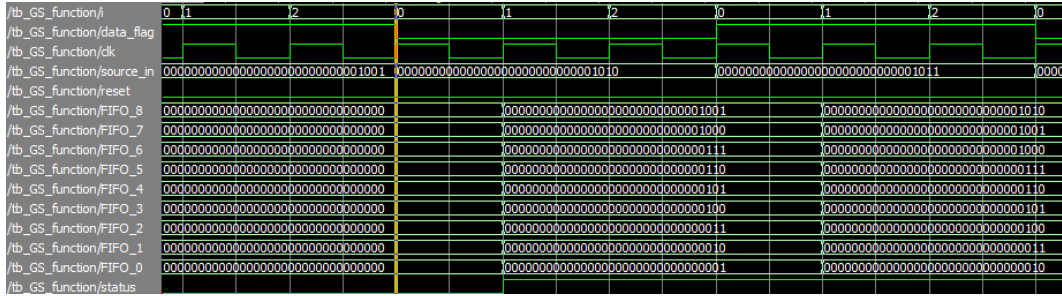 /tb_GS_function/i 0 1 2 0 1 2 0 1 2 0
/tb_GS_function/data_flag
/tb_GS_function/clk
/tb_GS_function/source_in 00000000000000000000000000001001 00000000000000000000000000001010 00000000000000000000000000001011 0000
/tb_GS_function/reset
/tb_GS_function/FIFO_8 00000000000000000000000000000000 00000000000000000000000000001001 00000000000000000000000000001010
/tb_GS_function/FIFO_7 00000000000000000000000000000000 00000000000000000000000000001000 00000000000000000000000000001001
/tb_GS_function/FIFO_6 00000000000000000000000000000000 00000000000000000000000000000111 00000000000000000000000000001000
/tb_GS_function/FIFO_5 00000000000000000000000000000000 00000000000000000000000000000110 00000000000000000000000000000111
/tb_GS_function/FIFO_4 00000000000000000000000000000000 00000000000000000000000000000101 00000000000000000000000000000110
/tb_GS_function/FIFO_3 00000000000000000000000000000000 00000000000000000000000000000100 00000000000000000000000000000101
/tb_GS_function/FIFO_2 00000000000000000000000000000000 00000000000000000000000000000011 00000000000000000000000000000100
/tb_GS_function/FIFO_1 00000000000000000000000000000000 00000000000000000000000000000010 00000000000000000000000000000011
/tb_GS_function/FIFO_0 00000000000000000000000000000000 00000000000000000000000000000001 00000000000000000000000000000010
/tb_GS_function/status